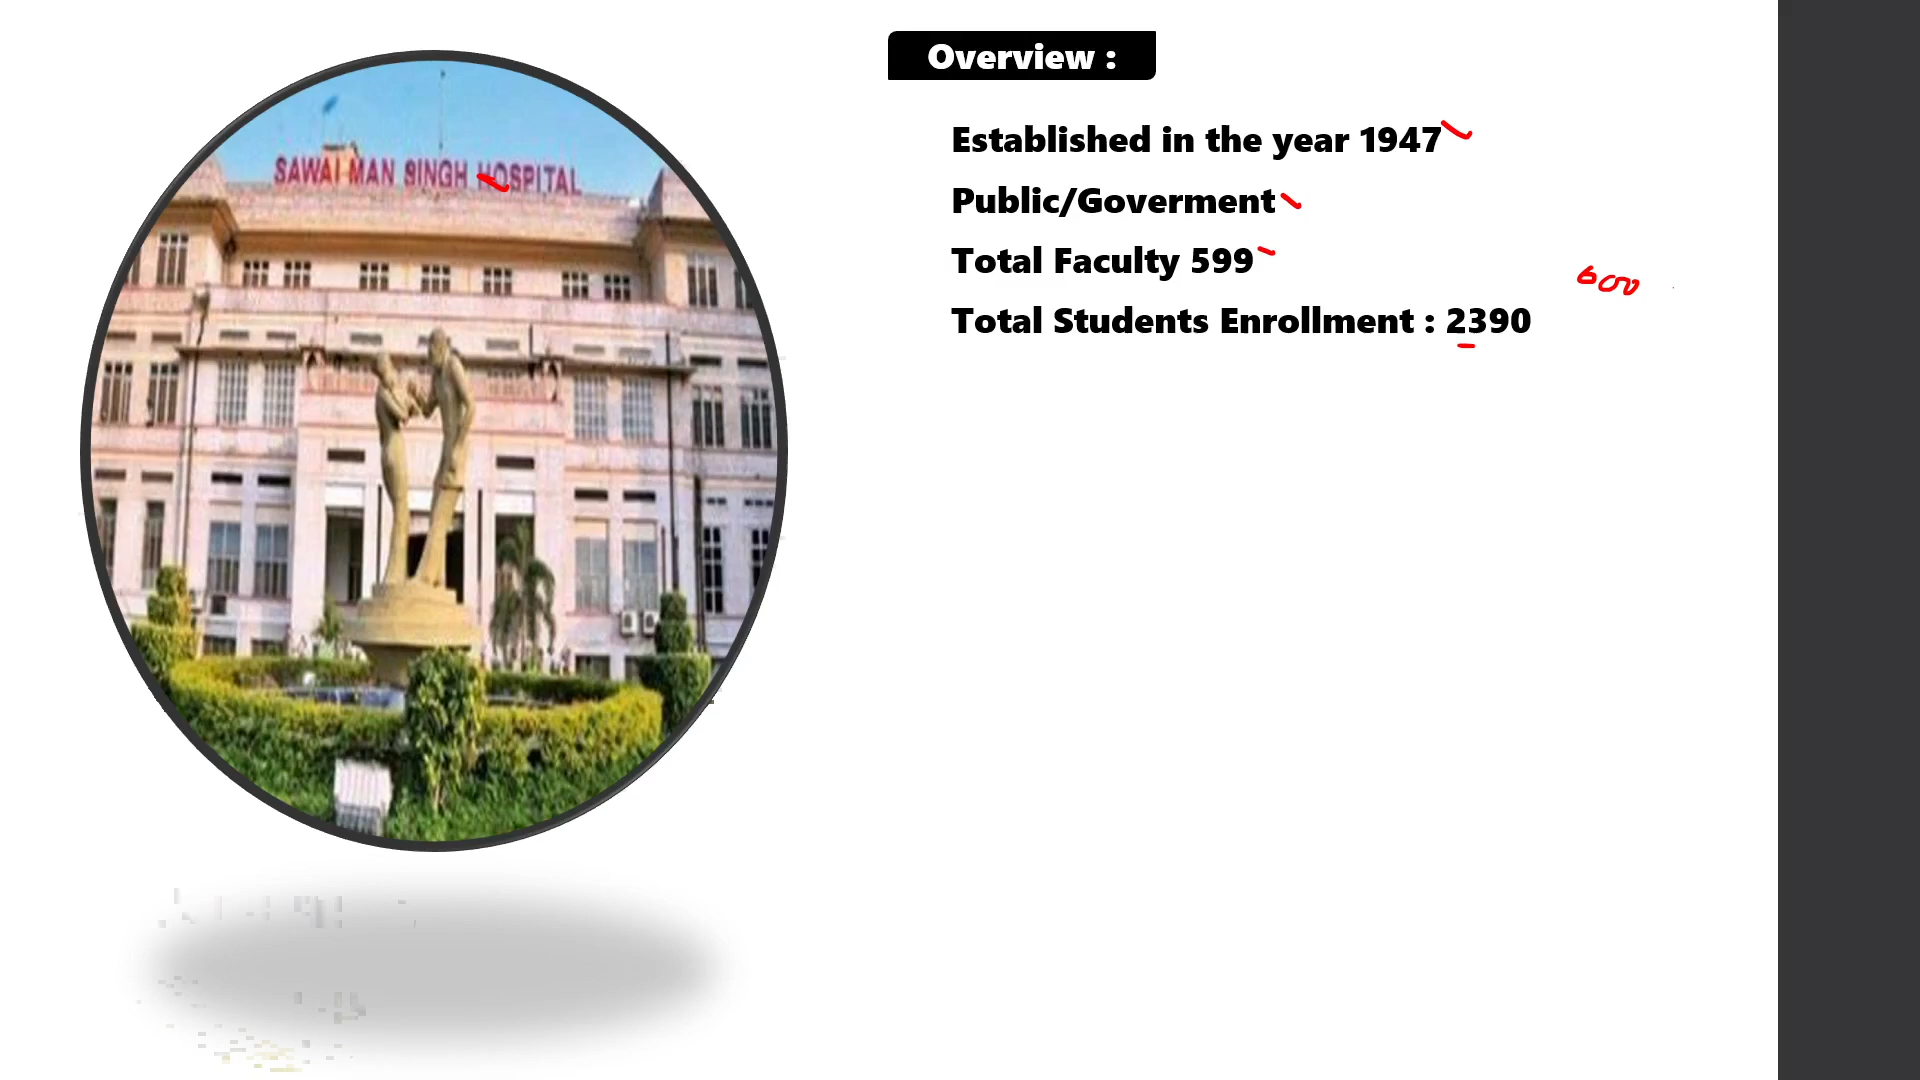 SAWAI MAN SINGH HOSPITAL
Overview :
Established in the year 1947
Public/Goverment
Total Faculty 599
600
Total Students Enrollment : 2390